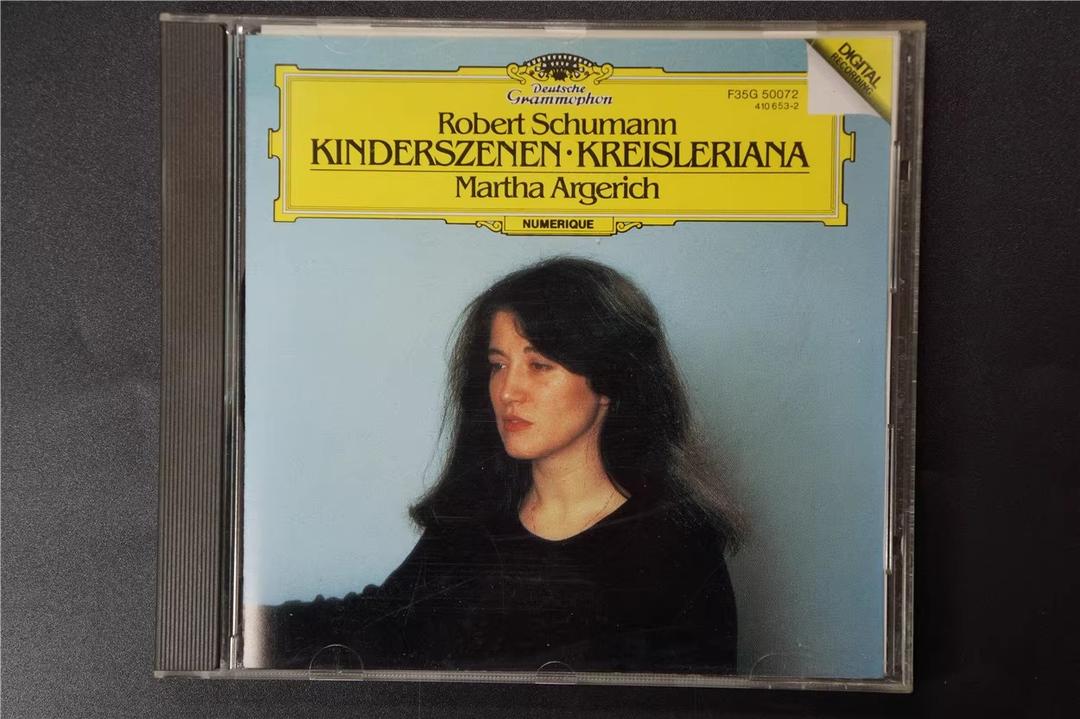 DIGITAL
RECORDING
Deutsche
Grammophon
F35G 50072
410 653-2
Robert Schumann
KINDERSZENEN · KREISLERIANA
Martha Argerich
NUMERIQUE